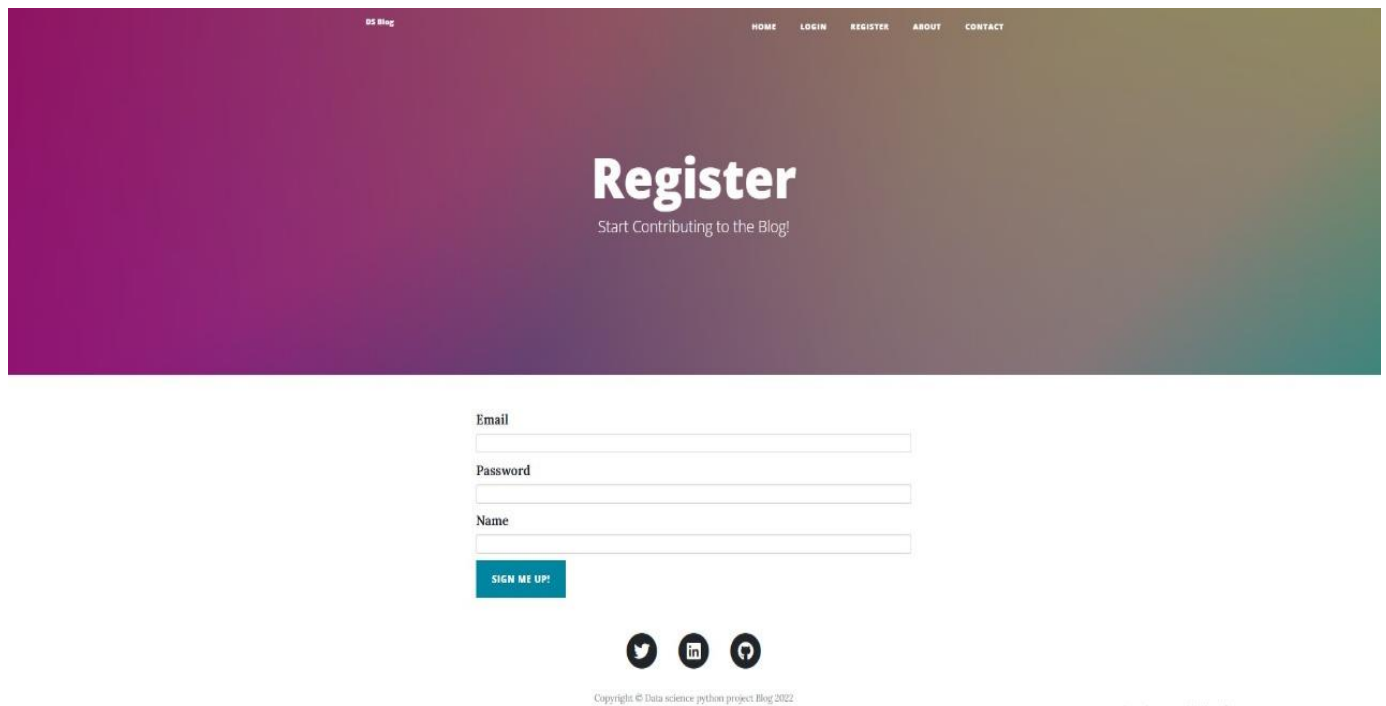 DS Blog
HOME LOGIN REGISTER ABOUT CONTACT
Register
Start Contributing to the Blog!
Email
Password
Name
SIGN ME UP!
in
Copyright © Data science python project Blog 2022